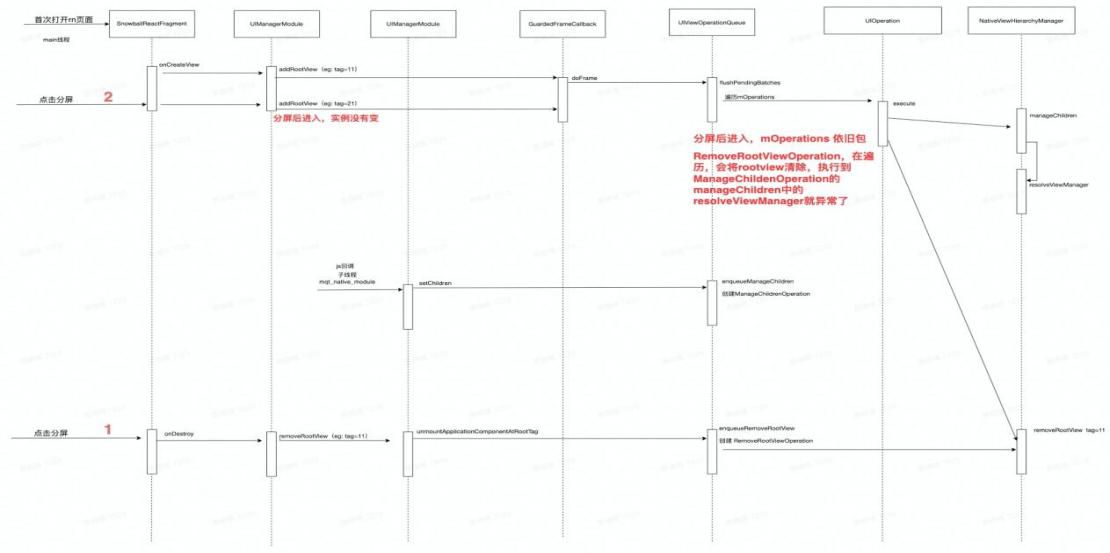 首次打开rn页面
main线程
SnowballReactFragment
UIManagerModule
UIManagerModule
GuardedFrameCallback
UIViewOperationQueue
UIOperation
NativeViewHierarchyManager
onCreateView
addRootView（eg: tag=11）
doFrame
flushPendingBatches
点击分屏
2
addRootView（eg: tag=21）
遍历mOperations
execute
分屏后进入，实例没有变
manageChildren
分屏后进入，mOperations 依旧包
RemoveRootViewOperation，在遍
历，会将rootview清除，执行到
ManageChildenOperation的
manageChildren中的
resolveViewManager就异常了
resolveViewManager
js回调
子线程
mqt_native_module
setChildren
enqueueManageChildren
创建ManageChildrenOperation
点击分屏
1
onDestroy
removeRootView（eg: tag=11）
unmountApplicationComponentAtRootTag
enqueueRemoveRootView
创建 RemoveRootViewOperation
removeRootView tag=11